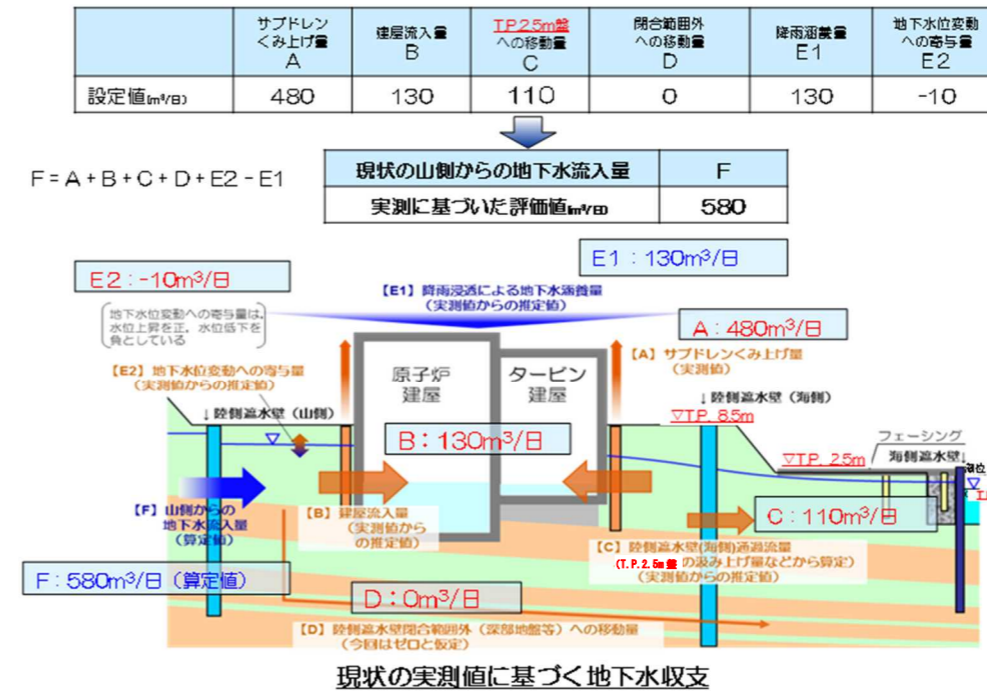 サブドレン
くみ上げ量
A
建屋流入量
B
T.P.2.5m盤
への移動量
C
閉合範囲外
への移動量
D
降雨涵養量
E1
地下水位変動
への寄与量
E2
設定値(m³/日) 480 130 110 0 130 -10
F=A+B+C+D+E2-E1
現状の山側からの地下水流入量 F
実測に基づいた評価値(m³/日) 580
E1:130m³/日
E2:-10m³/日
【E1】降雨浸透による地下水涵養量
(実測値からの推定値)
地下水位変動への寄与量は、
水位上昇を正、水位低下を
負としている
A:480m³/日
【A】サブドレンくみ上げ量
(実測値)
【E2】地下水位変動への寄与量
(実測値からの推定値)
原子炉
建屋
タービン
建屋
↓陸側遮水壁(山側)
↓陸側遮水壁(海側)
▽T.P. 8.5m
B:130m³/日
フェーシング
▽T.P. 2.5m
海側遮水壁↓
【F】山側からの
地下水流入量
(算定値)
【B】建屋流入量
(実測値から
の推定値)
C:110m³/日
【C】陸側遮水壁(海側)通過流量
(T.P.2.5m盤の汲み上げ量などから算定)
(実測値からの推定値)
F:580m³/日(算定値)
D:0m³/日
【D】陸側遮水壁閉合範囲外(深部地盤等)への移動量
(今回はゼロと仮定)
現状の実測値に基づく地下水収支